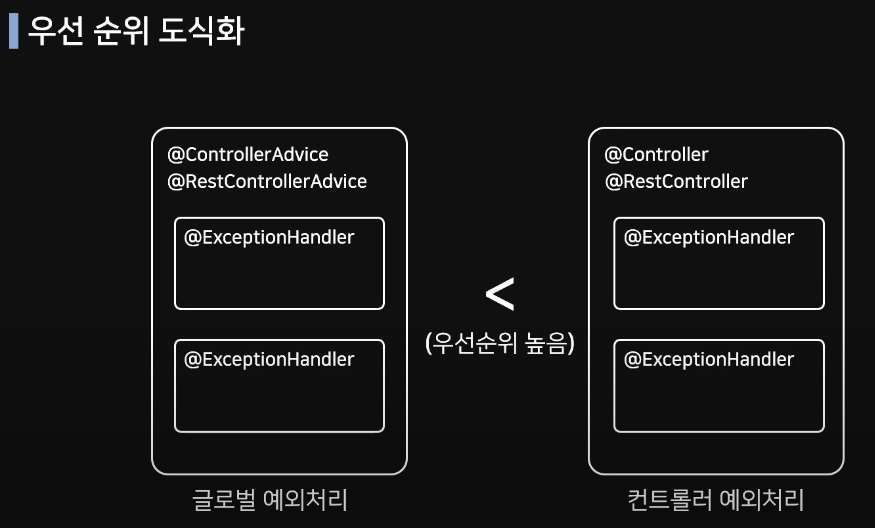 우선 순위 도식화
@ControllerAdvice
@RestControllerAdvice
@ExceptionHandler
@ExceptionHandler
글로벌 예외처리
<
(우선순위 높음)
@Controller
@RestController
@ExceptionHandler
@ExceptionHandler
컨트롤러 예외처리